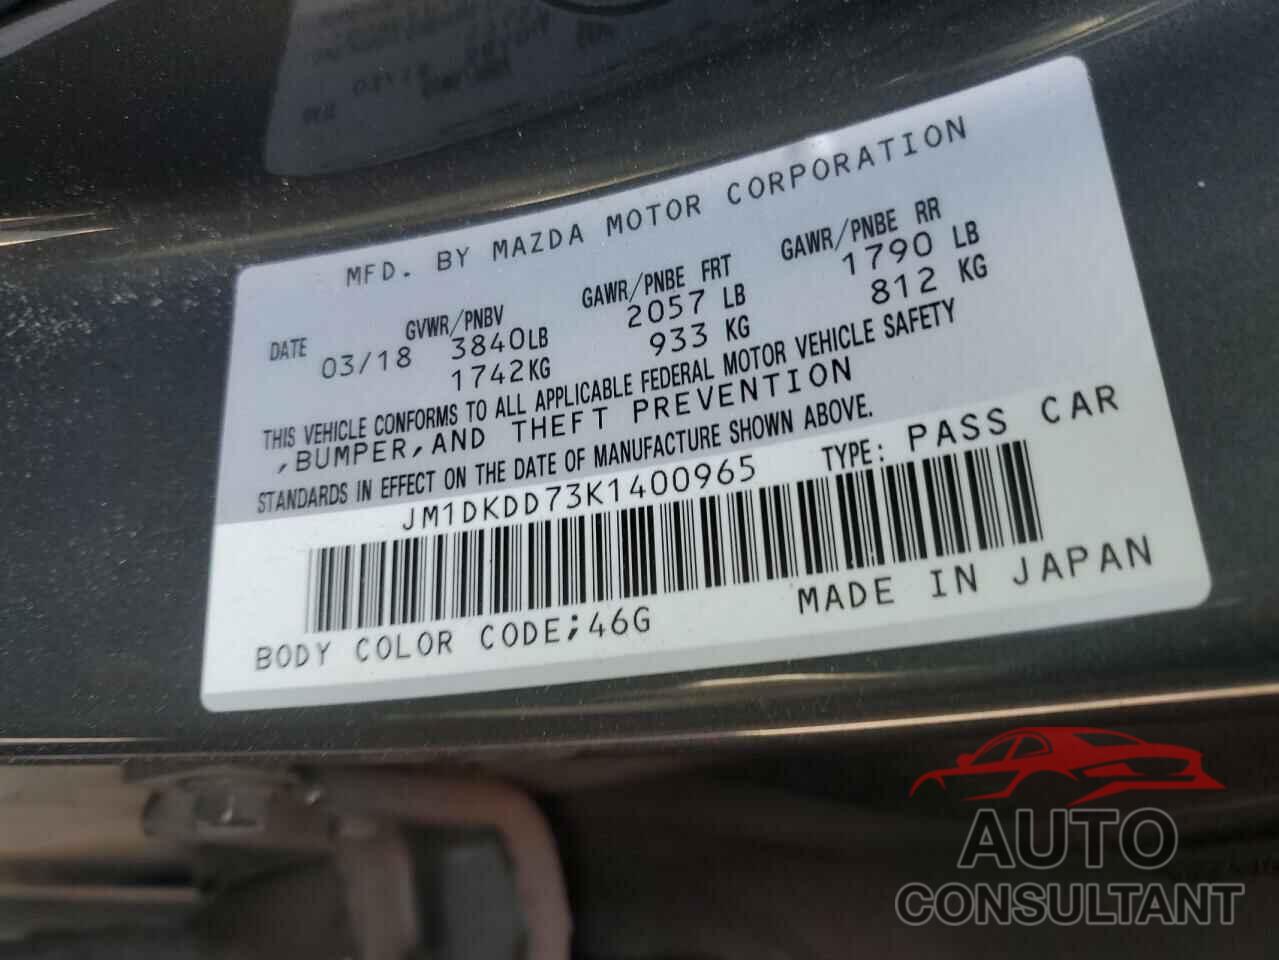 MFD. BY MAZDA MOTOR CORPORATION
DATE GVWR/PNBV GAWR/PNBE FRT GAWR/PNBE RR
03/18 3840LB 2057 LB 1790 LB
1742KG 933 KG 812 KG
THIS VEHICLE CONFORMS TO ALL APPLICABLE FEDERAL MOTOR VEHICLE SAFETY
,BUMPER,AND THEFT PREVENTION
STANDARDS IN EFFECT ON THE DATE OF MANUFACTURE SHOWN ABOVE.
JM1DKDD73K1400965 TYPE: PASS CAR
BODY COLOR CODE;46G MADE IN JAPAN
AUTO
CONSULTANT